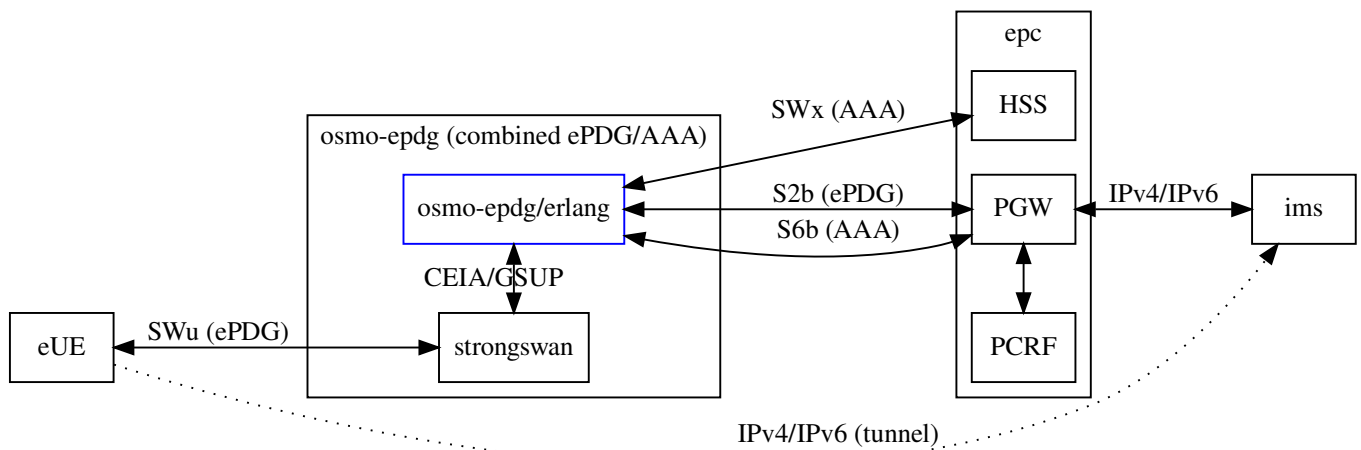 epc
HSS
SWx (AAA)
osmo-epdg (combined ePDG/AAA)
osmo-epdg/erlang
S2b (ePDG)
PGW
IPv4/IPv6
ims
S6b (AAA)
CEIA/GSUP
SWu (ePDG)
eUE
strongswan
PCRF
IPv4/IPv6 (tunnel)